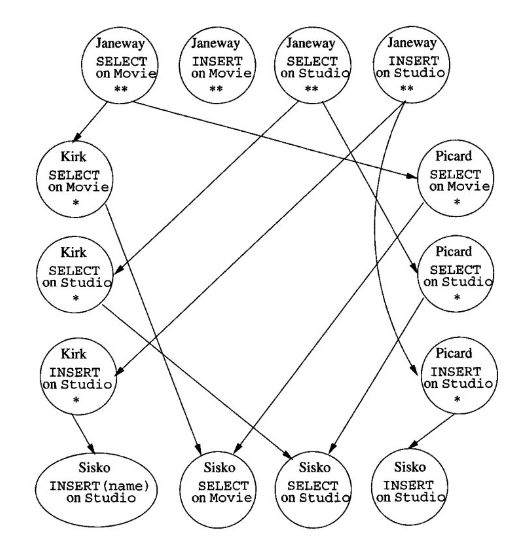 Janeway
SELECT
on Movie
**
Janeway
INSERT
on Movie
**
Janeway
SELECT
on Studio
**
Janeway
INSERT
on Studio
**
Kirk
SELECT
on Movie
*
Picard
SELECT
on Movie
*
Kirk
SELECT
on Studio
*
Picard
SELECT
on Studio
*
Kirk
INSERT
on Studio
*
Picard
INSERT
on Studio
*
Sisko
INSERT(name)
on Studio
Sisko
SELECT
on Movie
Sisko
SELECT
on Studio
Sisko
INSERT
on Studio